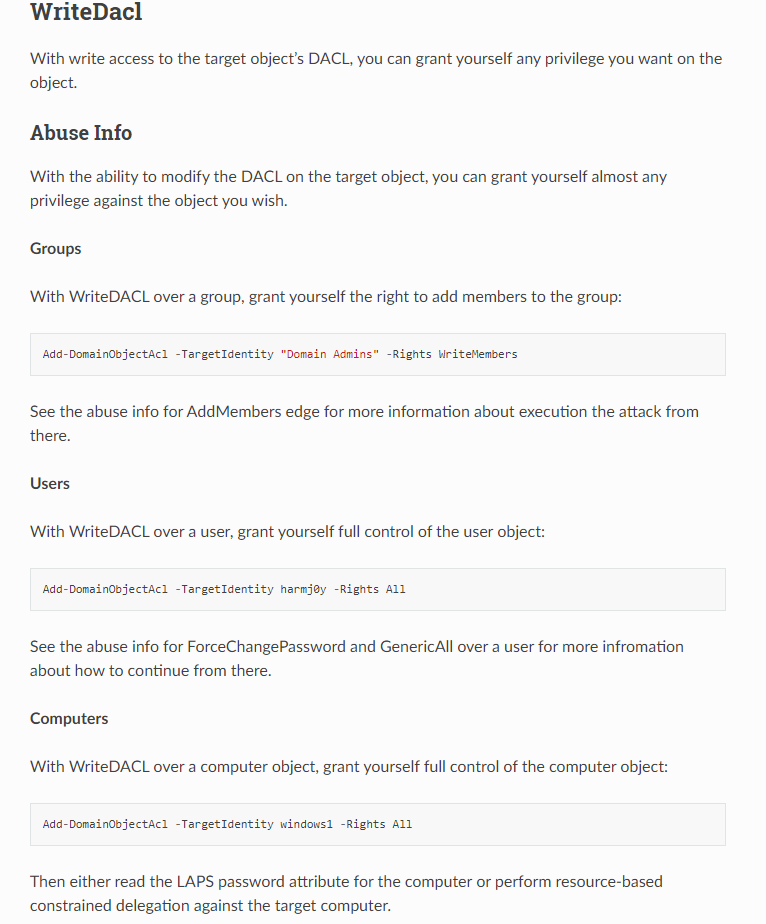 WriteDacl
With write access to the target object’s DACL, you can grant yourself any privilege you want on the
object.
Abuse Info
With the ability to modify the DACL on the target object, you can grant yourself almost any
privilege against the object you wish.
Groups
With WriteDACL over a group, grant yourself the right to add members to the group:
Add-DomainObjectAcl -TargetIdentity "Domain Admins" -Rights WriteMembers
See the abuse info for AddMembers edge for more information about execution the attack from
there.
Users
With WriteDACL over a user, grant yourself full control of the user object:
Add-DomainObjectAcl -TargetIdentity harmj0y -Rights All
See the abuse info for ForceChangePassword and GenericAll over a user for more infromation
about how to continue from there.
Computers
With WriteDACL over a computer object, grant yourself full control of the computer object:
Add-DomainObjectAcl -TargetIdentity windows1 -Rights All
Then either read the LAPS password attribute for the computer or perform resource-based
constrained delegation against the target computer.